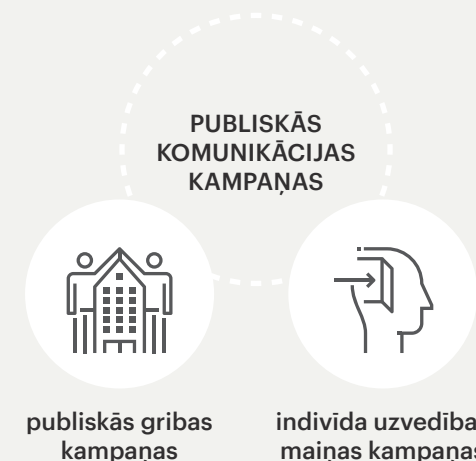 PUBLISKĀS
KOMUNIKĀCIJAS
KAMPAŅAS
publiskās gribas
kampaņas
indivīda uzvedība
maiņas kampaņas